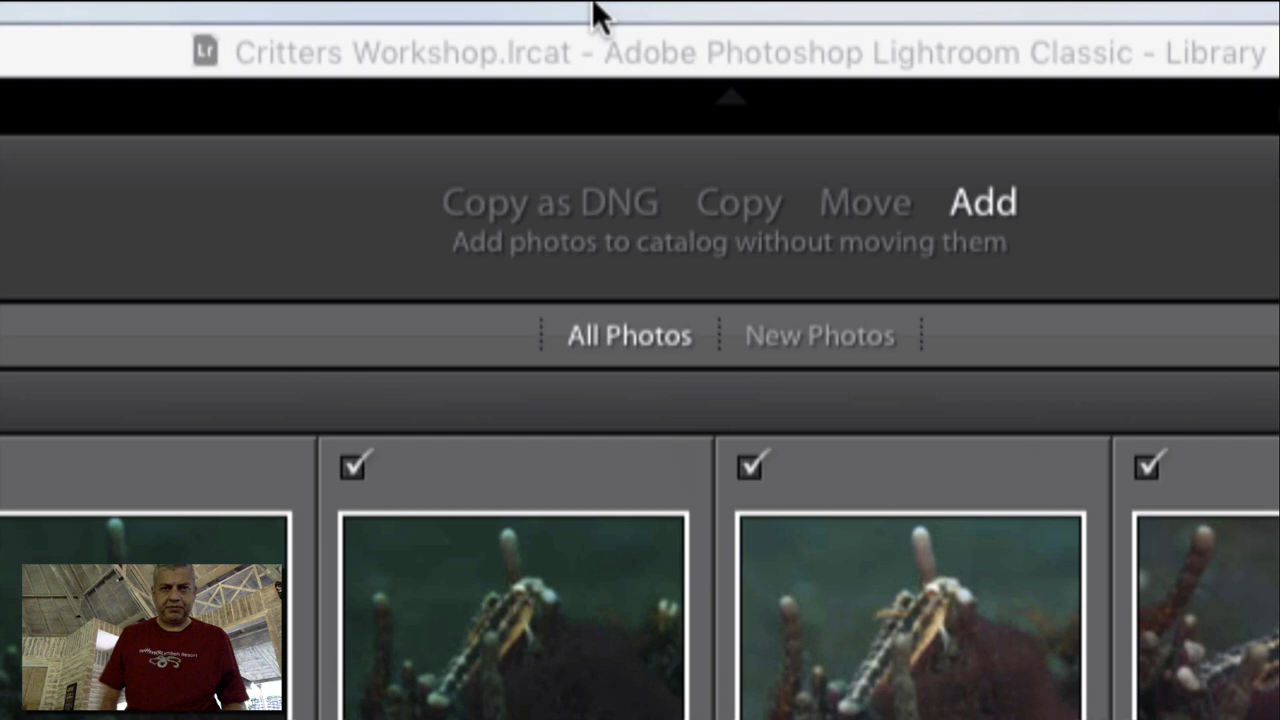 Lr Critters Workshop.lrcat - Adobe Photoshop Lightroom Classic - Library
Copy as DNG Copy Move Add
Add photos to catalog without moving them
All Photos New Photos